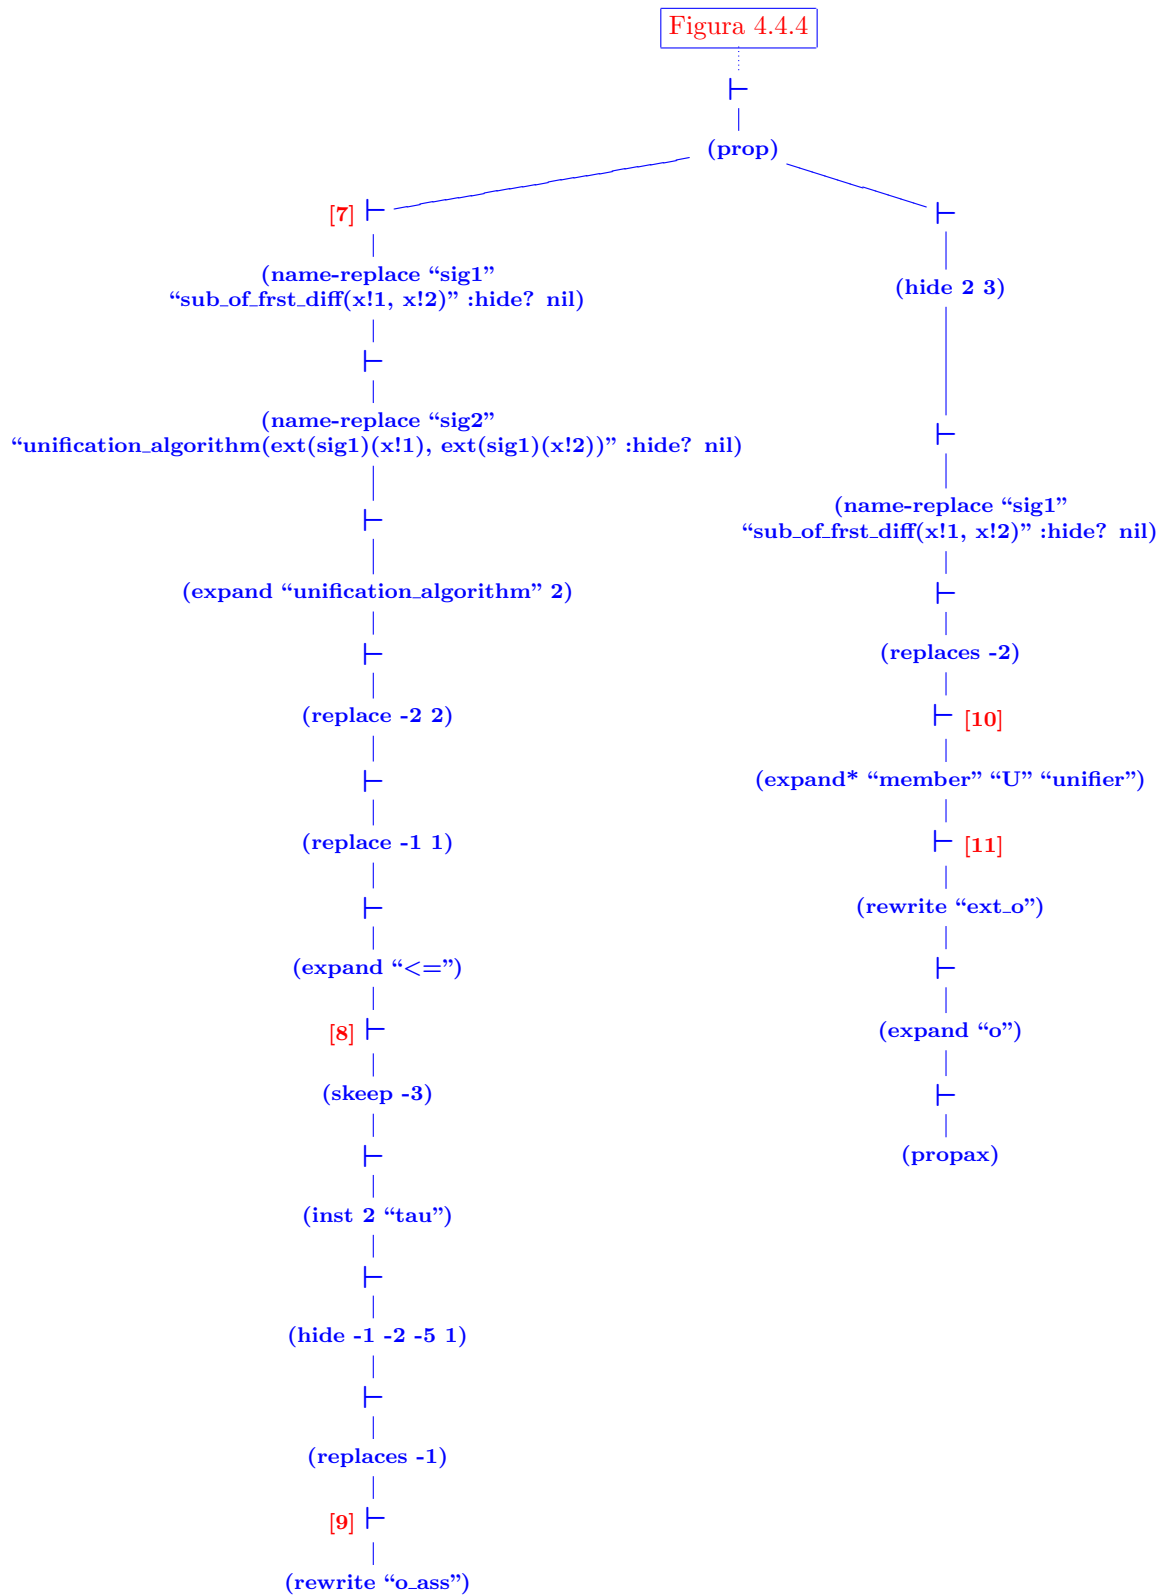 Figura 4.4.4
⊢
(prop)
[7] ⊢
(name-replace “sig1”
“sub_of_frst_diff(x!1, x!2)” :hide? nil)
⊢
(name-replace “sig2”
“unification_algorithm(ext(sig1)(x!1), ext(sig1)(x!2))” :hide? nil)
⊢
(expand “unification_algorithm” 2)
⊢
(replace -2 2)
⊢
(replace -1 1)
⊢
(expand “<=”)
[8] ⊢
(skeep -3)
⊢
(inst 2 “tau”)
⊢
(hide -1 -2 -5 1)
⊢
(replaces -1)
[9] ⊢
(rewrite “o_ass”)
⊢
(hide 2 3)
⊢
(name-replace “sig1”
“sub_of_frst_diff(x!1, x!2)” :hide? nil)
⊢
(replaces -2)
⊢ [10]
(expand* “member” “U” “unifier”)
⊢ [11]
(rewrite “ext_o”)
⊢
(expand “o”)
⊢
(propax)